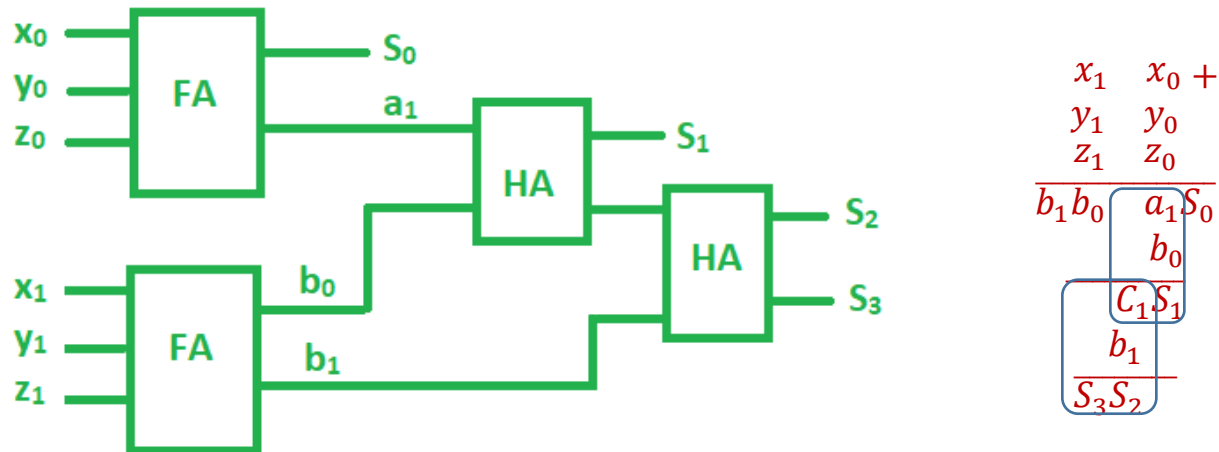 x₀
y₀
z₀
FA
S₀
a₁
HA
S₁
x₁
y₁
z₁
FA
b₀
b₁
HA
S₂
S₃
x₁ x₀ +
y₁ y₀
z₁ z₀
b₁b₀ a₁S₀
b₀
C₁S₁
b₁
S₃S₂